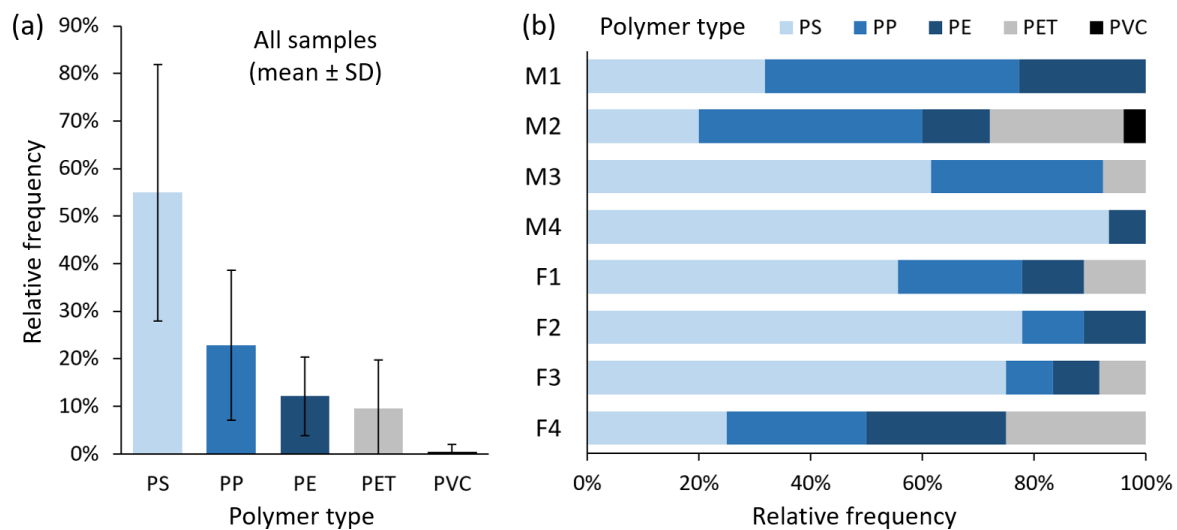 (a)
All samples
(mean ± SD)
Relative frequency
90%
80%
70%
60%
50%
40%
30%
20%
10%
0%
PS PP PE PET PVC
Polymer type
(b)
Polymer type PS PP PE PET PVC
M1
M2
M3
M4
F1
F2
F3
F4
0% 20% 40% 60% 80% 100%
Relative frequency